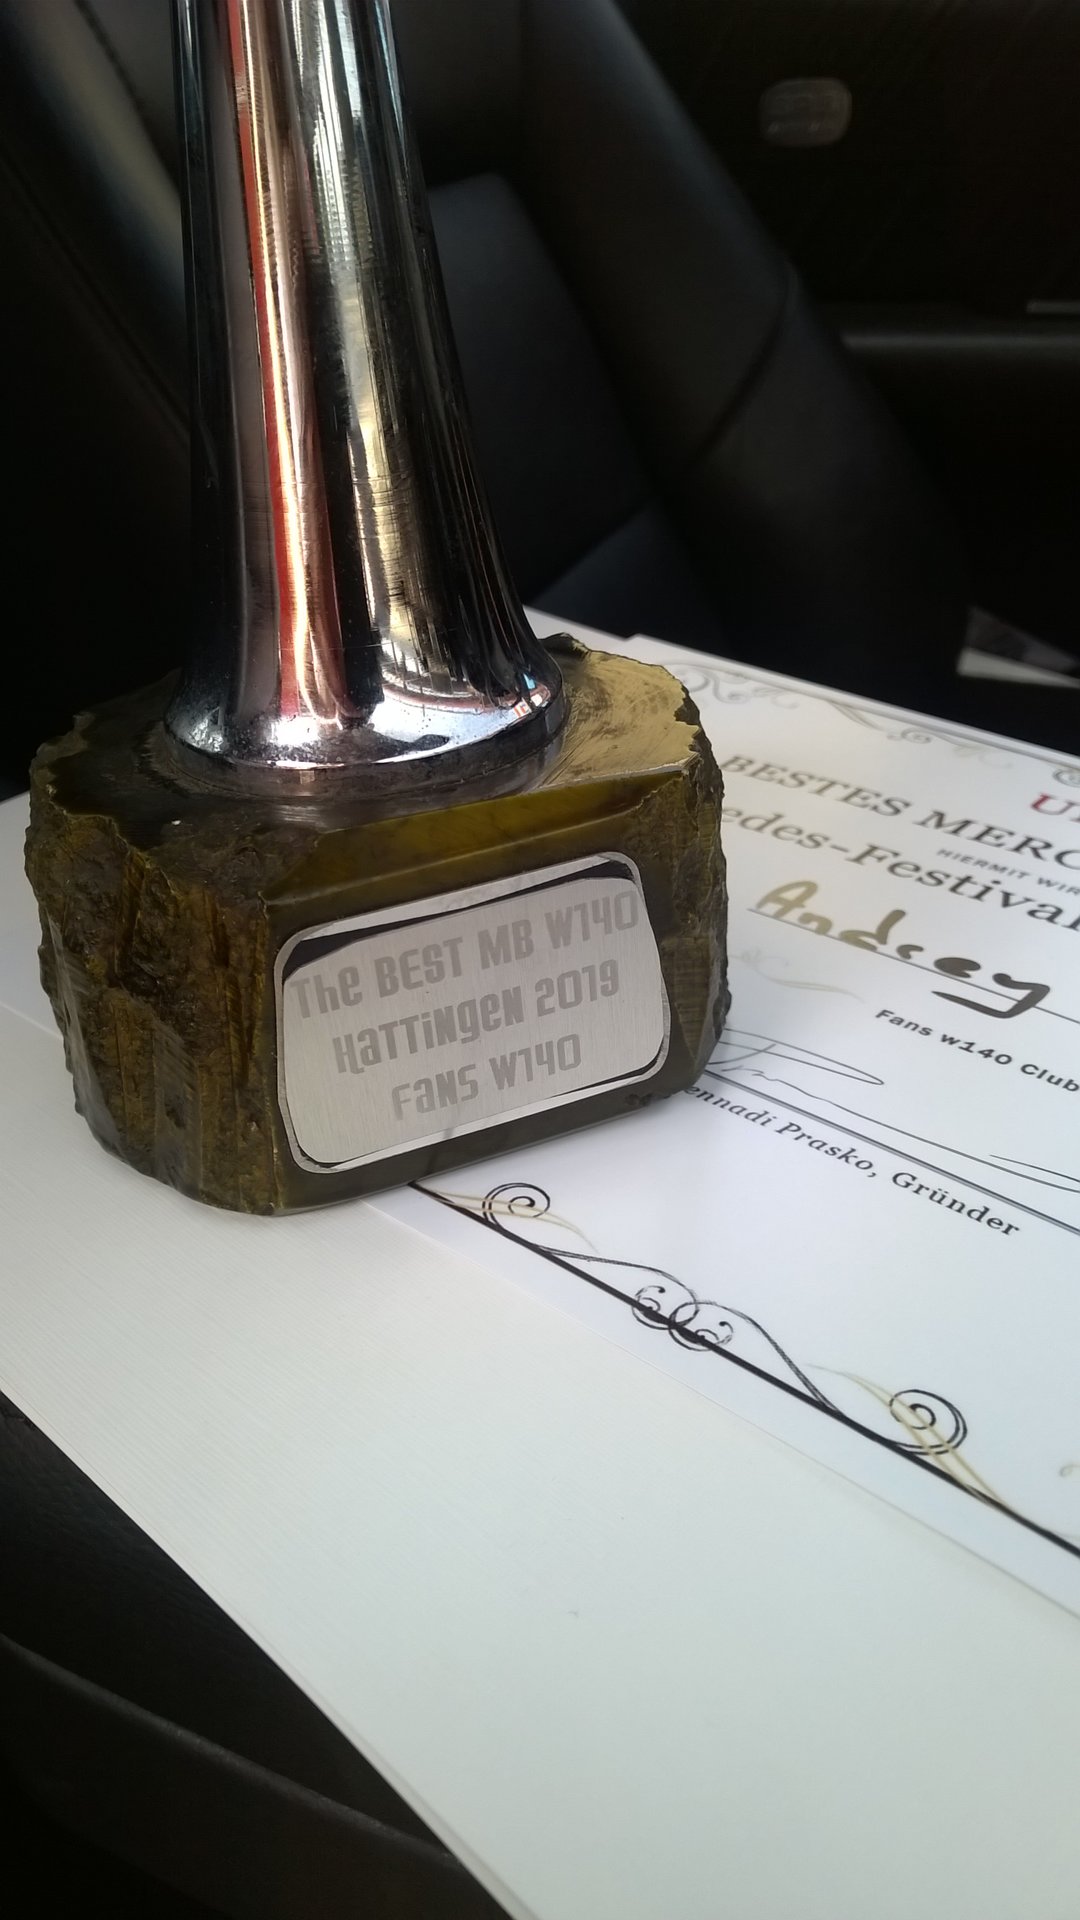 THe BEST MB W140
HaTTiNgeN 2019
FaNS W140
U
BESTES MERC
HIERMIT WIR
edes-Festival
Andrey
Fans w140 Club
ennadi Prasko, Gründer